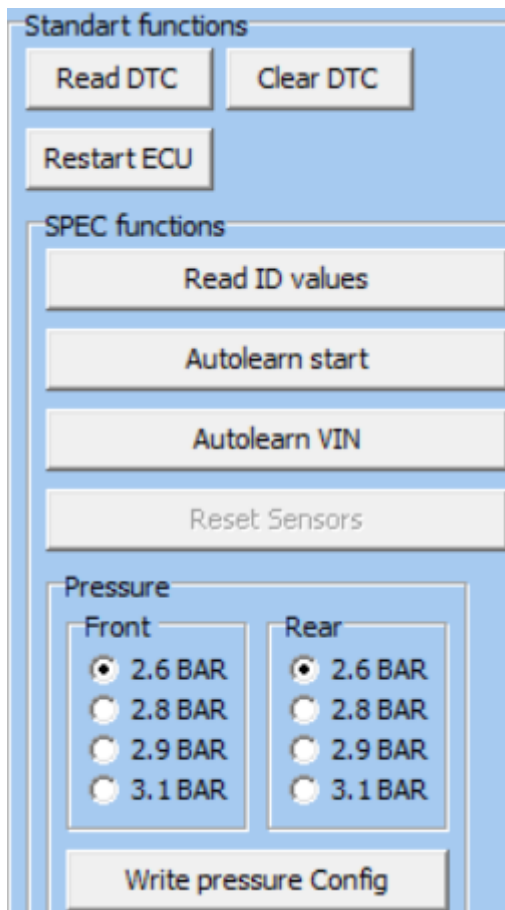 Standart functions
Read DTC Clear DTC
Restart ECU
SPEC functions
Read ID values
Autolearn start
Autolearn VIN
Reset Sensors
Pressure
Front Rear
2.6 BAR 2.6 BAR
2.8 BAR 2.8 BAR
2.9 BAR 2.9 BAR
3.1 BAR 3.1 BAR
Write pressure Config